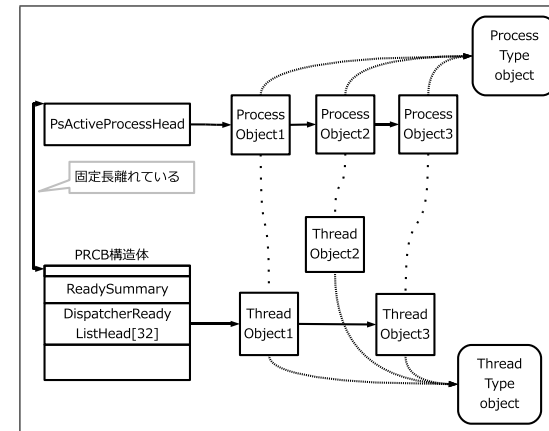 Process
Type
object
PsActiveProcessHead
Process
Object1
Process
Object2
Process
Object3
固定長離れている
Thread
Object2
PRCB構造体
ReadySummary
DispatcherReady
ListHead[32]
Thread
Object1
Thread
Object3
Thread
Type
object